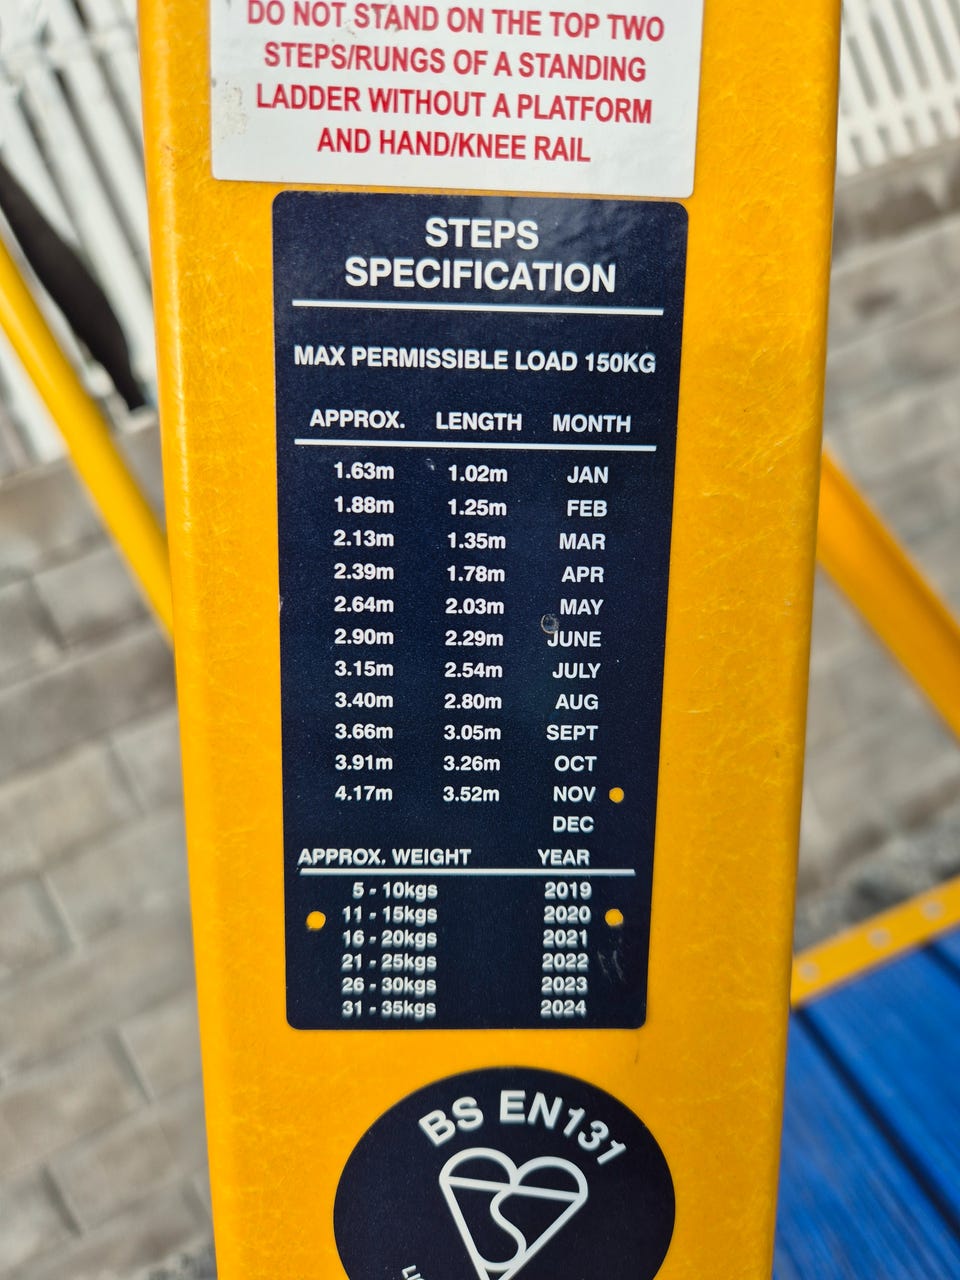 DO NOT STAND ON THE TOP TWO
STEPS/RUNGS OF A STANDING
LADDER WITHOUT A PLATFORM
AND HAND/KNEE RAIL
STEPS
SPECIFICATION
MAX PERMISSIBLE LOAD 150KG
APPROX. LENGTH MONTH
1.63m 1.02m JAN
1.88m 1.25m FEB
2.13m 1.35m MAR
2.39m 1.78m APR
2.64m 2.03m MAY
2.90m 2.29m JUNE
3.15m 2.54m JULY
3.40m 2.80m AUG
3.66m 3.05m SEPT
3.91m 3.26m OCT
4.17m 3.52m NOV
DEC
APPROX. WEIGHT YEAR
5 - 10kgs 2019
11 - 15kgs 2020
16 - 20kgs 2021
21 - 25kgs 2022
26 - 30kgs 2023
31 - 35kgs 2024
BS EN131